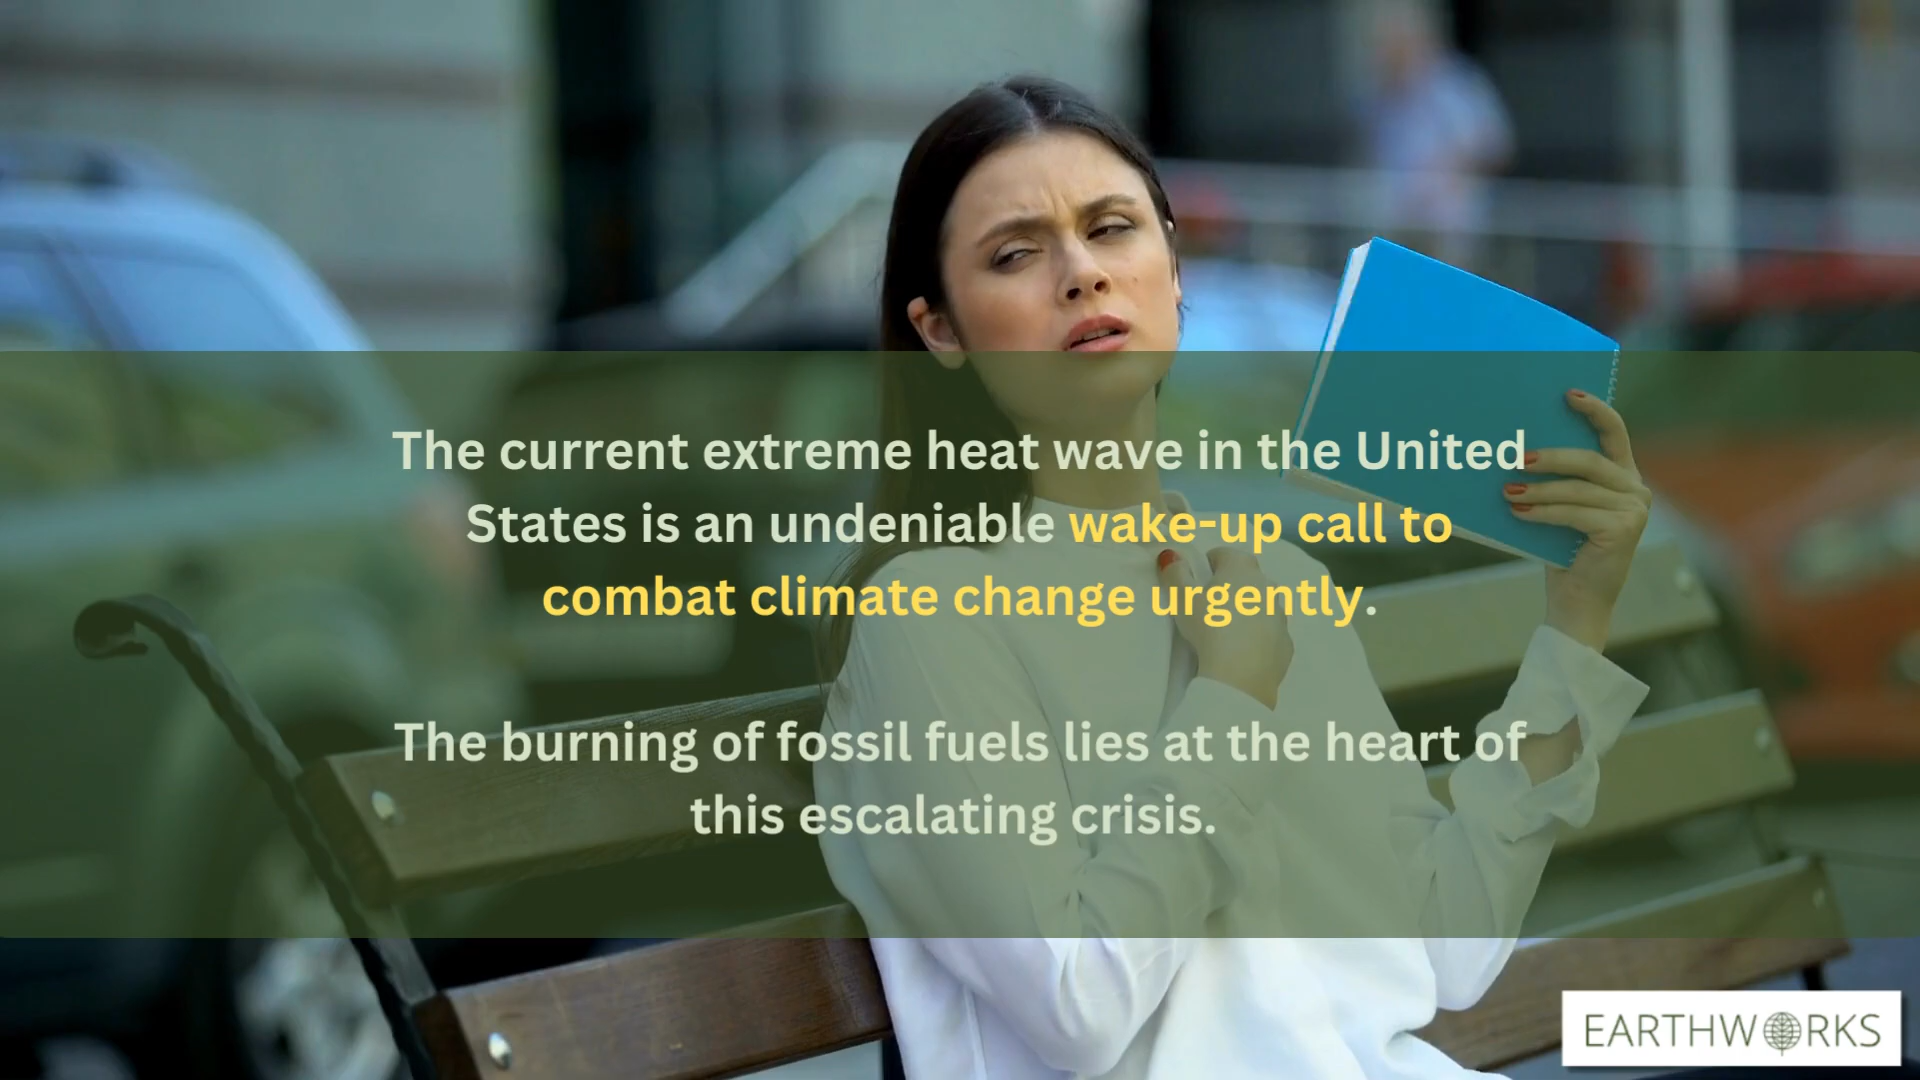 The current extreme heat wave in the United
States is an undeniable wake-up call to
combat climate change urgently.
The burning of fossil fuels lies at the heart of
this escalating crisis.
EARTHWORKS